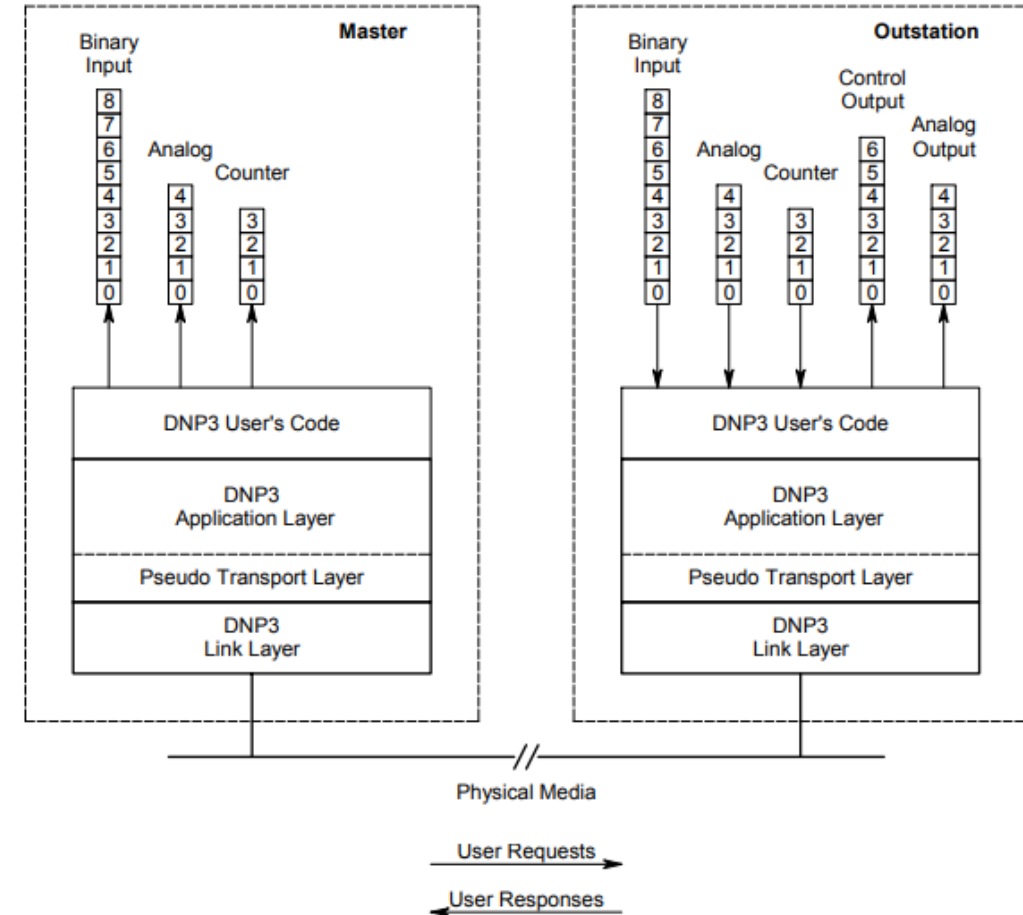 Master
Binary
Input
8
7
6
5
4
3
2
1
0
Analog
4
3
2
1
0
Counter
3
2
1
0
DNP3 User's Code
DNP3
Application Layer
Pseudo Transport Layer
DNP3
Link Layer
Outstation
Binary
Input
8
7
6
5
4
3
2
1
0
Analog
4
3
2
1
0
Counter
3
2
1
0
Control
Output
6
5
4
3
2
1
0
Analog
Output
4
3
2
1
0
DNP3 User's Code
DNP3
Application Layer
Pseudo Transport Layer
DNP3
Link Layer
Physical Media
User Requests
User Responses